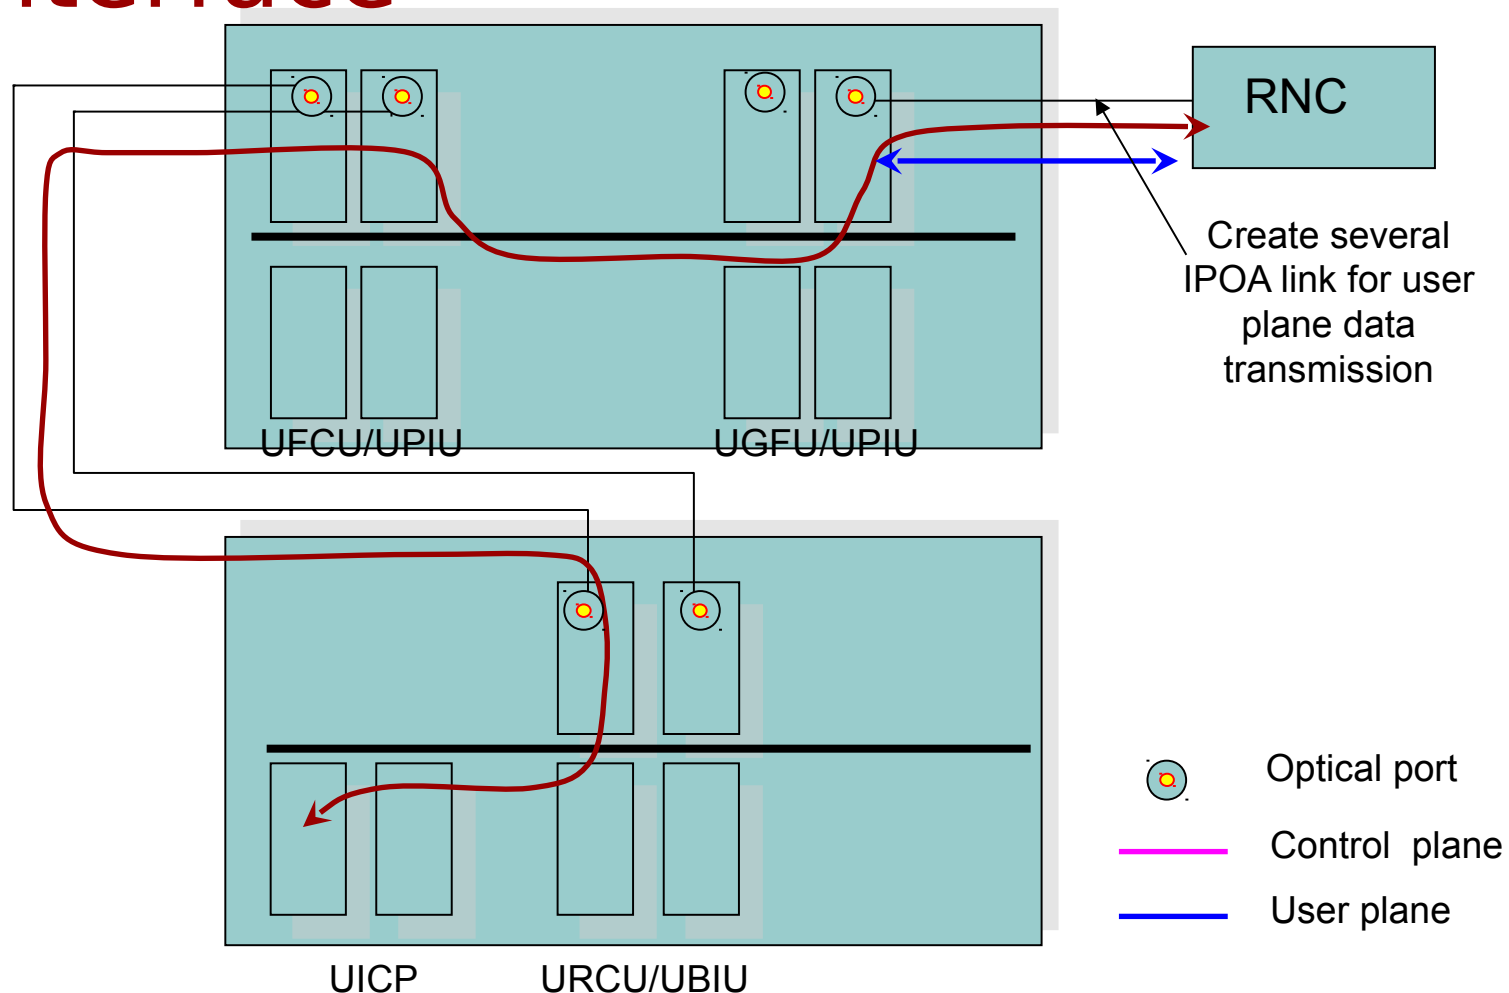 RNC
Create several
IPOA link for user
plane data
transmission
UFCU/UPIU
UGFU/UPIU
Optical port
Control plane
User plane
UICP
URCU/UBIU